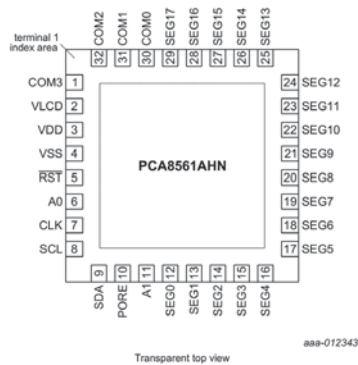 COM2
COM1
COM0
SEG17
SEG16
SEG15
SEG14
SEG13
terminal 1
index area
32 31 30 29 28 27 26 25
COM3 1
VLCD 2
VDD 3
VSS 4
RST 5
A0 6
CLK 7
SCL 8
PCA8561AHN
24 SEG12
23 SEG11
22 SEG10
21 SEG9
20 SEG8
19 SEG7
18 SEG6
17 SEG5
9 10 11 12 13 14 15 16
SDA
PORE
A1
SEG0
SEG1
SEG2
SEG3
SEG4
aaa-012343
Transparent top view